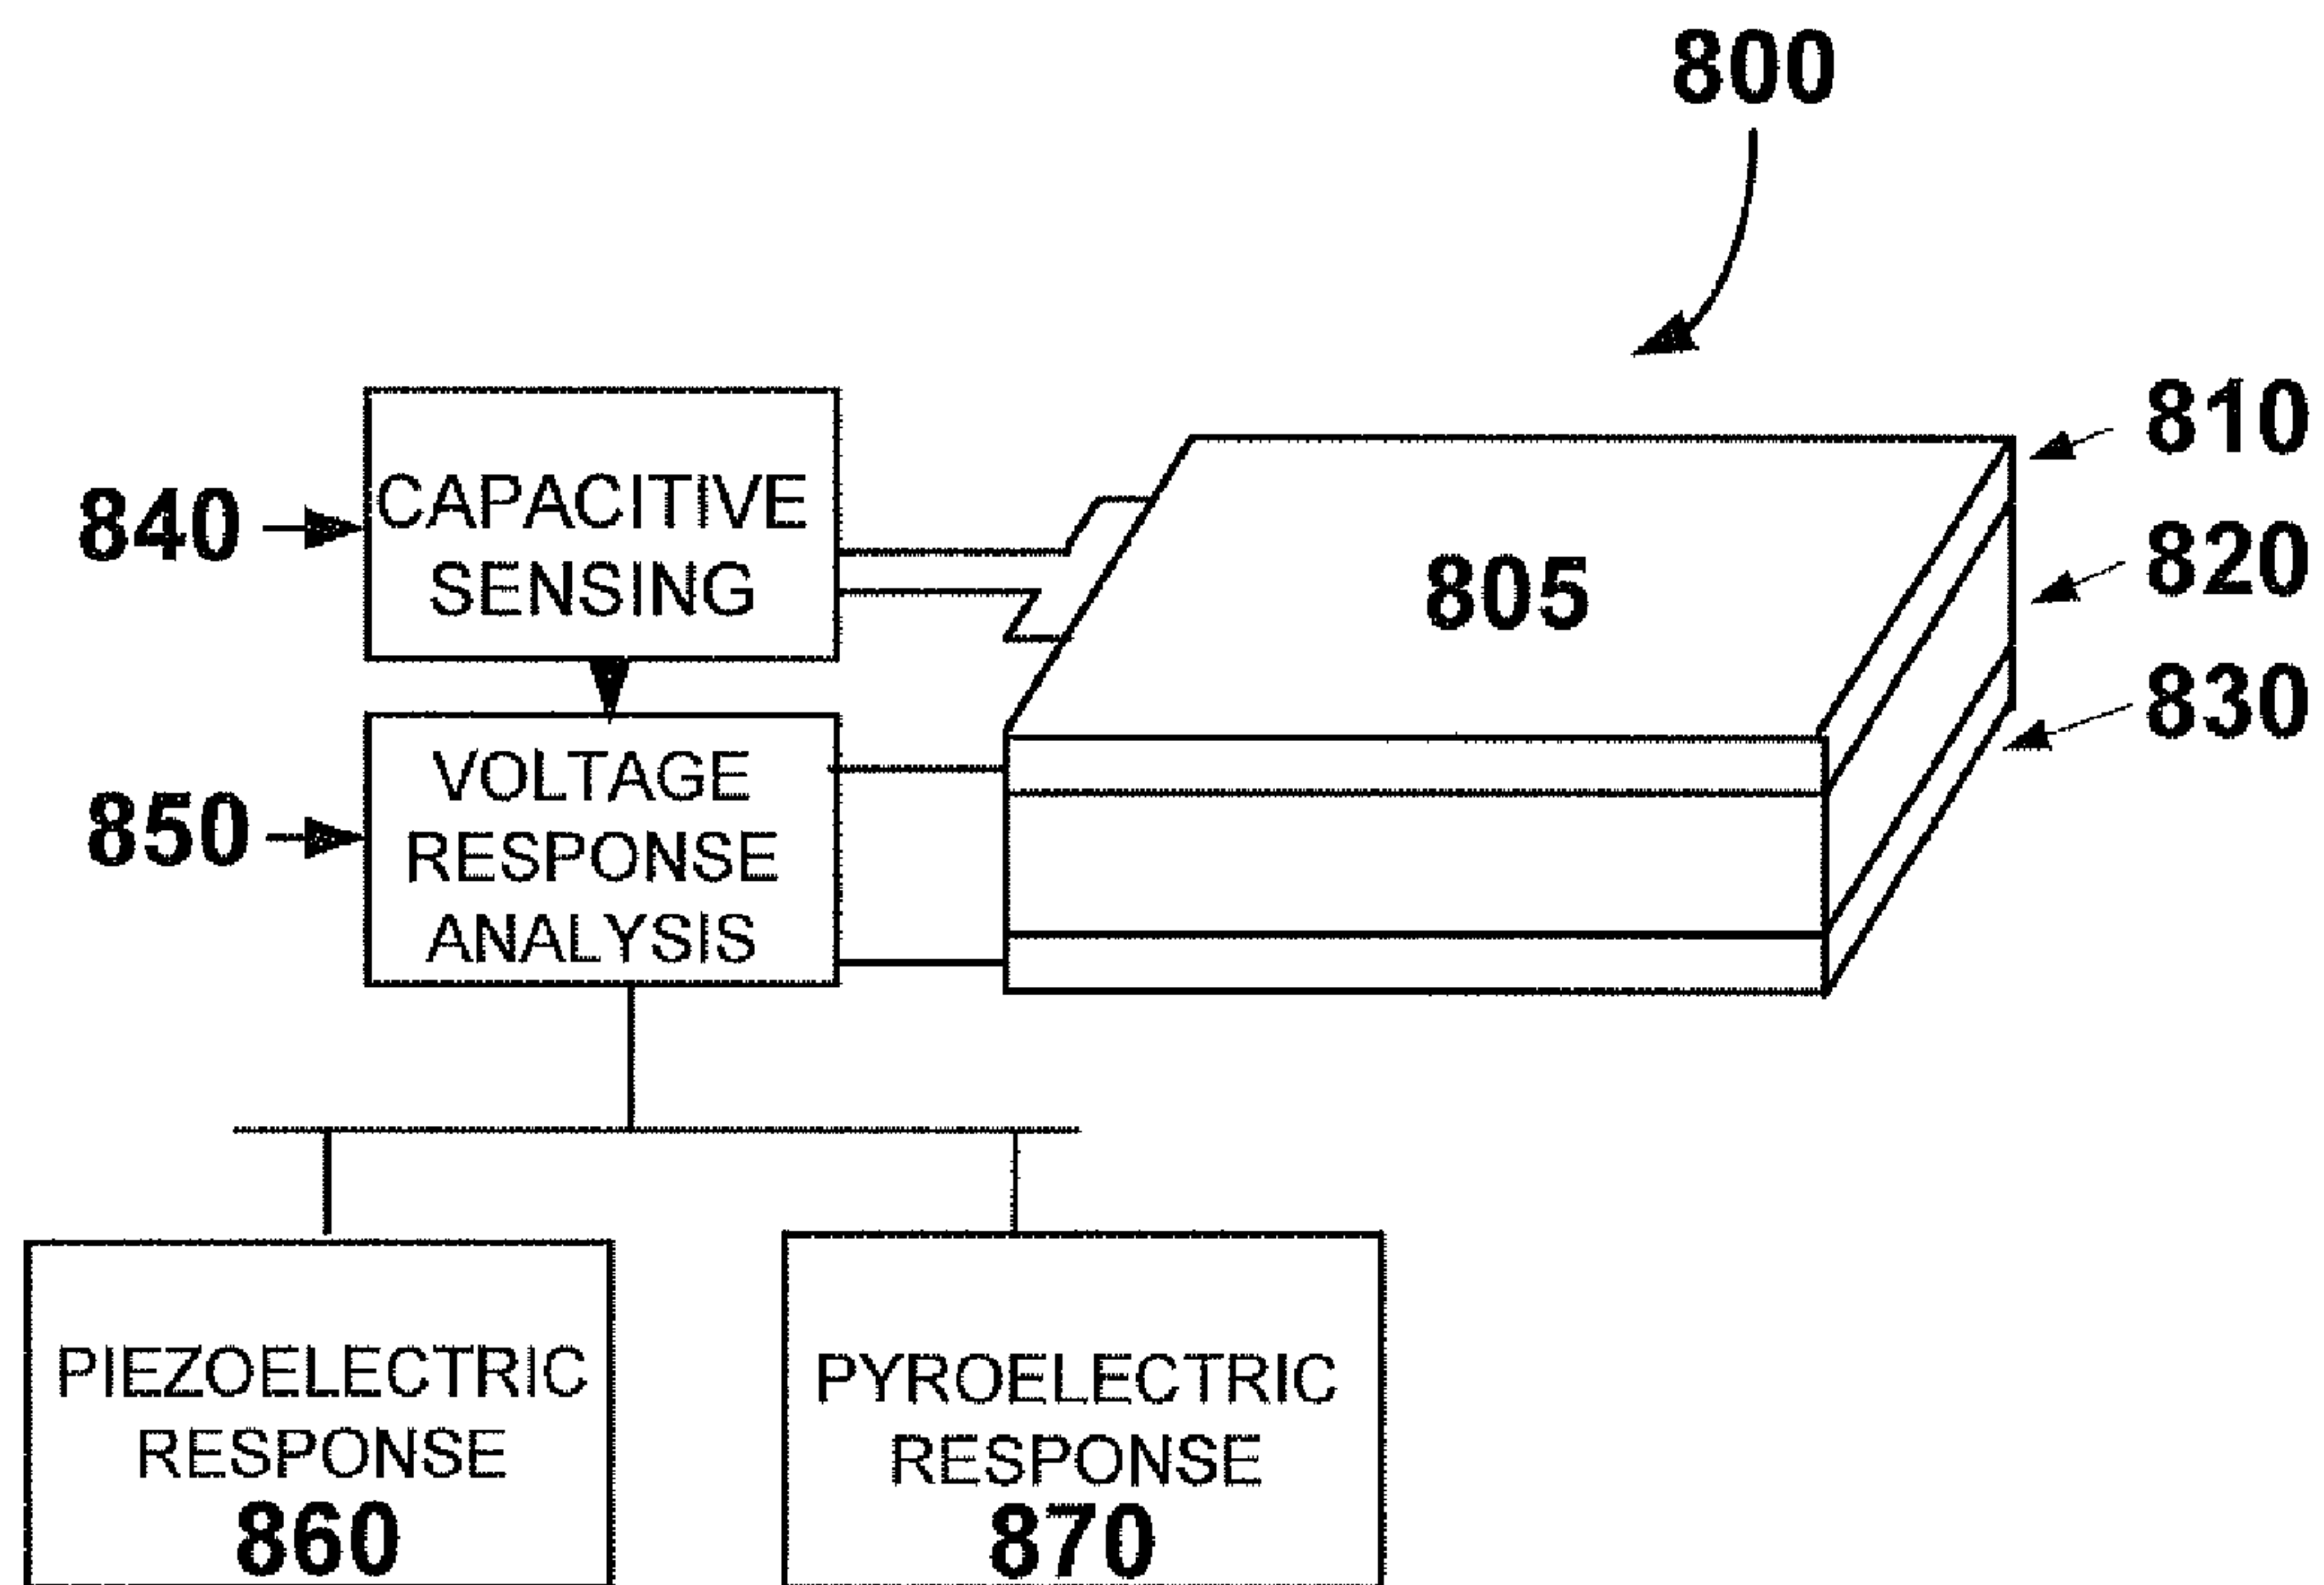 800
810
840
CAPACITIVE
SENSING
805
820
830
850
VOLTAGE
RESPONSE
ANALYSIS
PIEZOELECTRIC
RESPONSE
860
PYROELECTRIC
RESPONSE
870